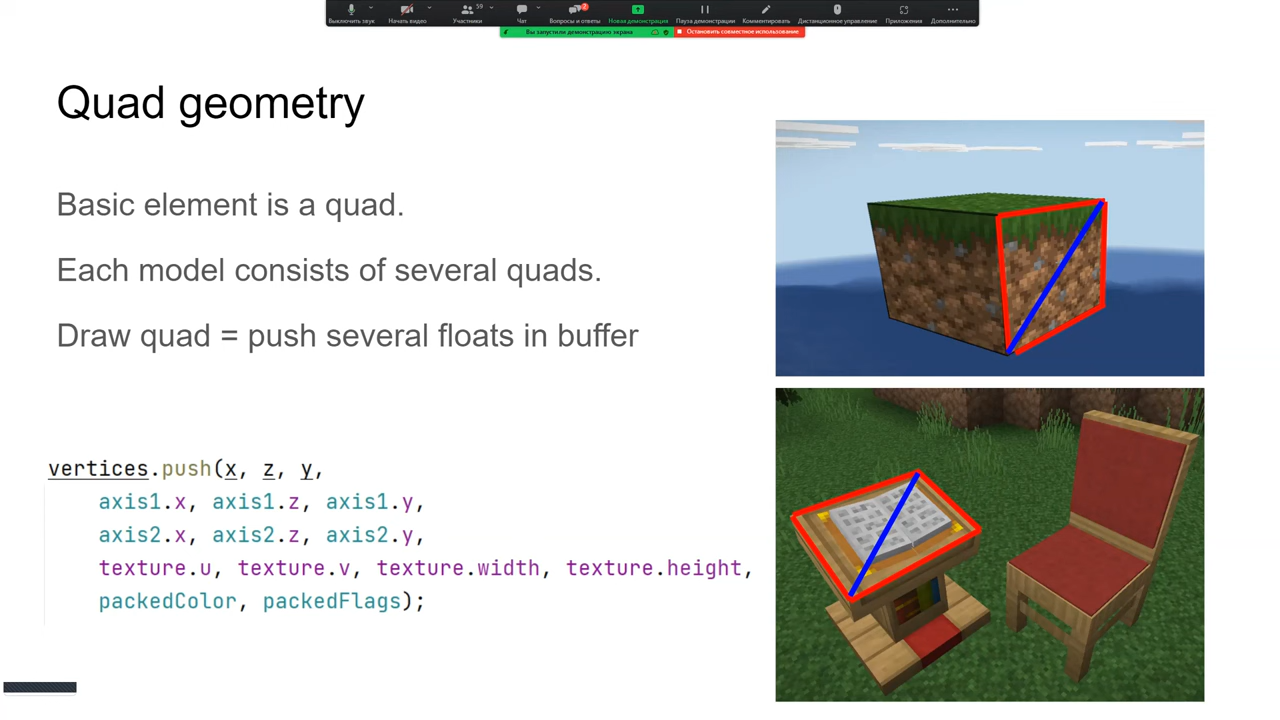 Выключить звук
Начать видео
Участники
59
Чат
Вопросы и ответы
2
Новая демонстрация
Пауза демонстрации
Комментировать
Дистанционное управление
Приложения
Дополнительно
Вы запустили демонстрацию экрана
Остановить совместное использование
Quad geometry
Basic element is a quad.
Each model consists of several quads.
Draw quad = push several floats in buffer
vertices.push(x, z, y,
axis1.x, axis1.z, axis1.y,
axis2.x, axis2.z, axis2.y,
texture.u, texture.v, texture.width, texture.height,
packedColor, packedFlags);